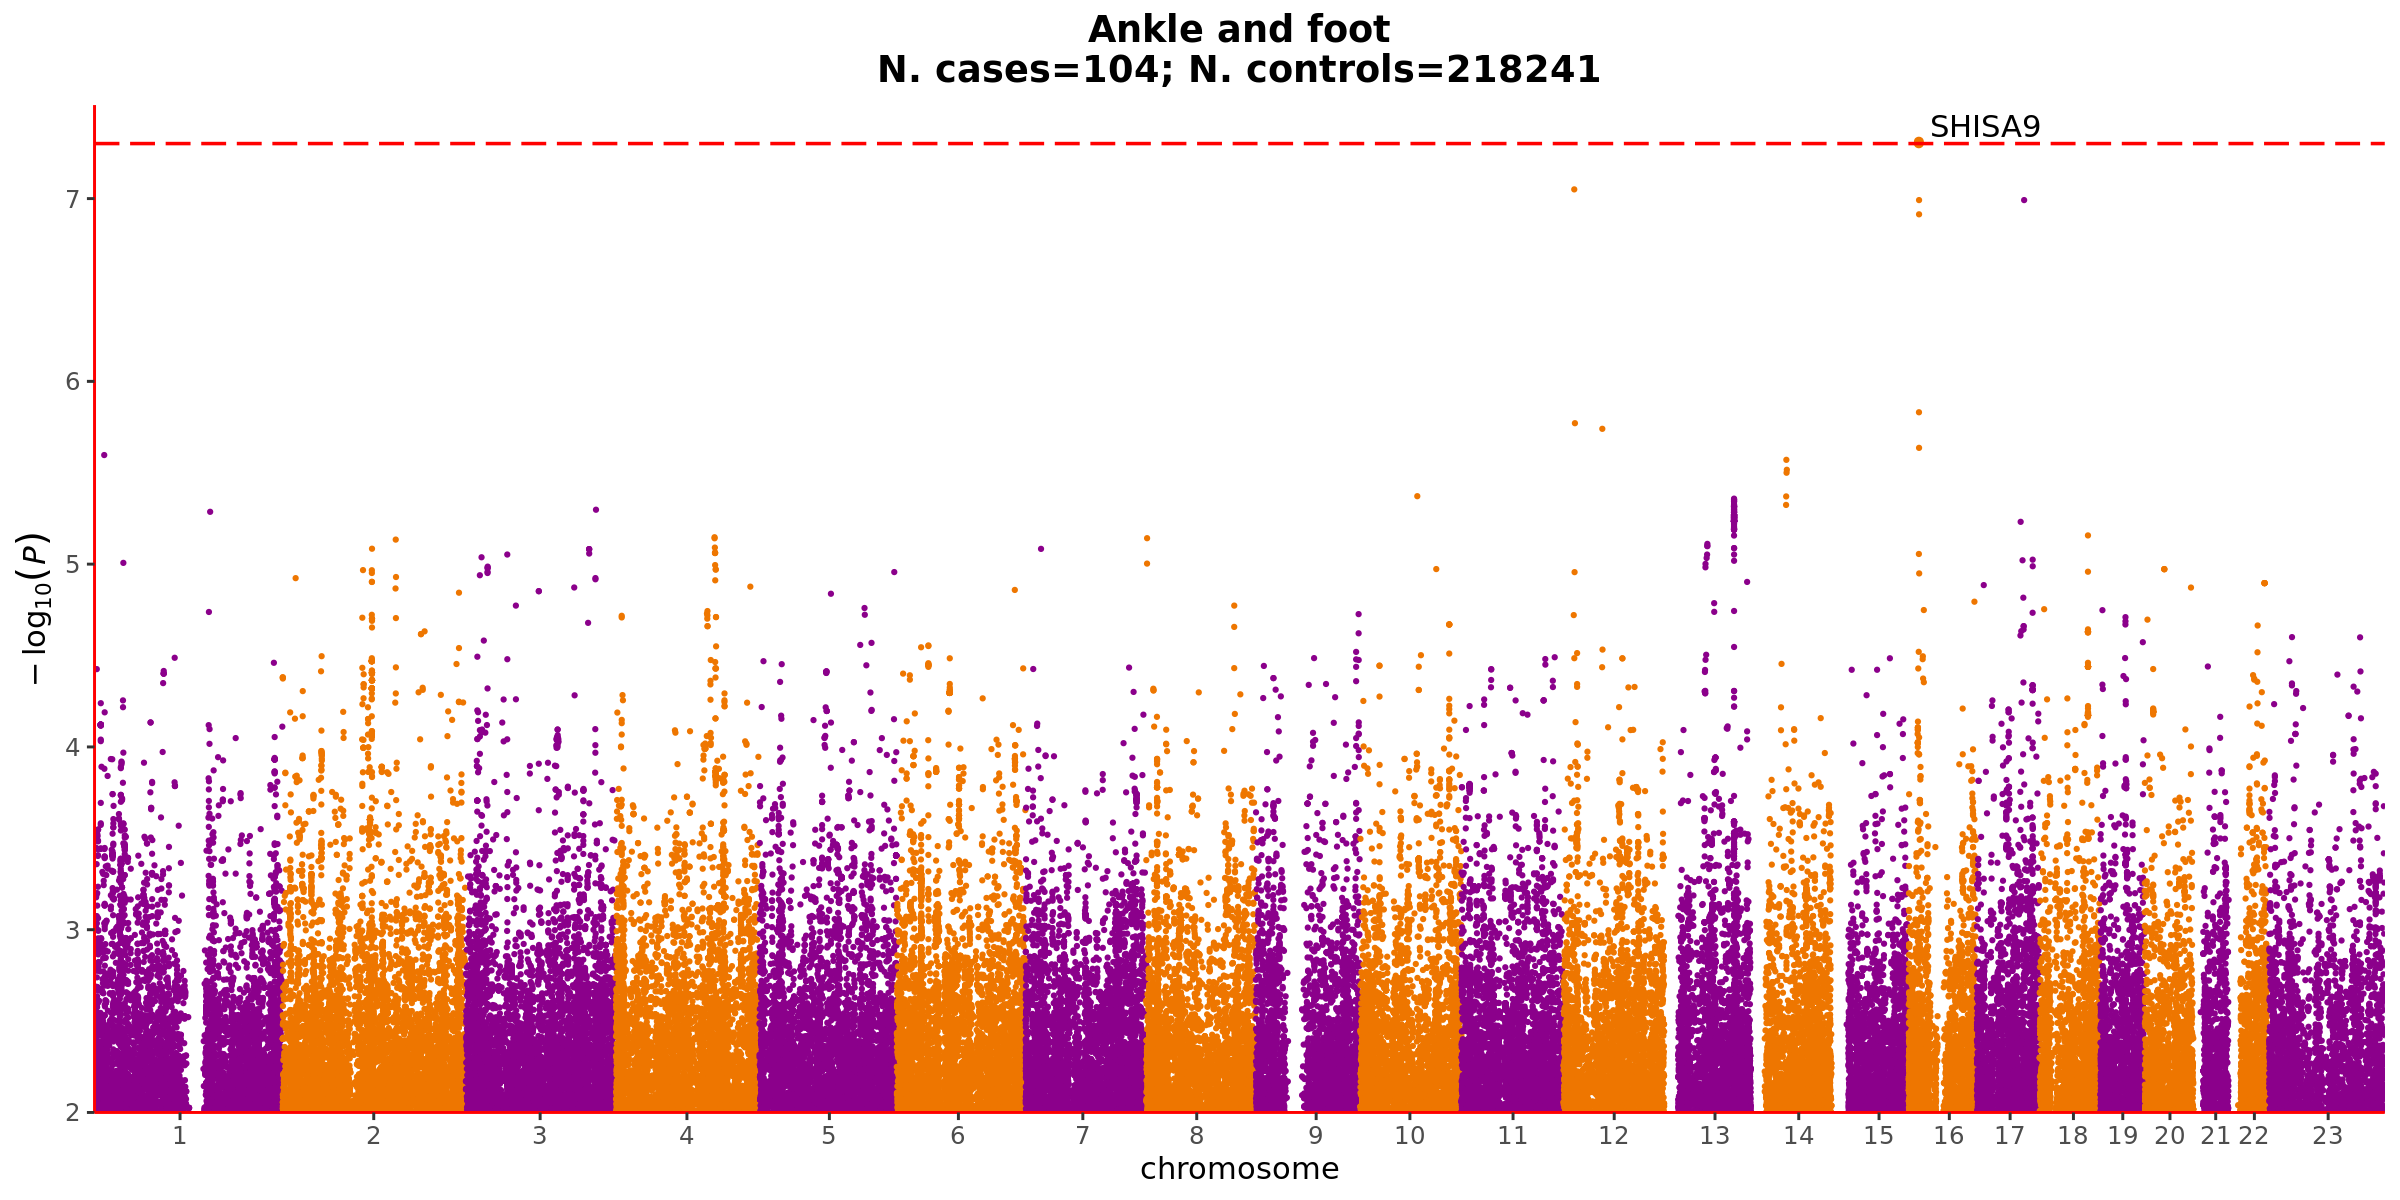 Ankle and foot
N. cases=104; N. controls=218241
SHISA9
7
6
5
4
3
2
−log10(P)
1 2 3 4 5 6 7 8 9 10 11 12 13 14 15 16 17 18 19 20 21 22 23
chromosome